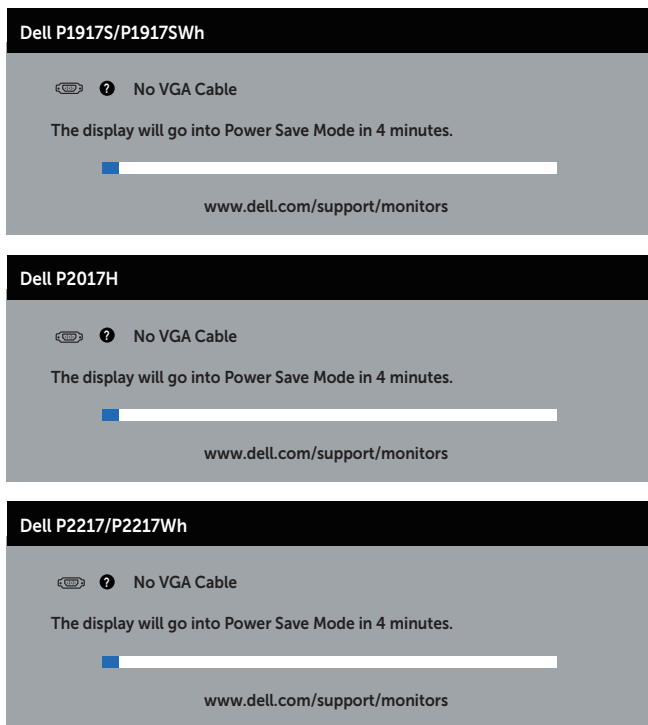 Dell P1917S/P1917SWh
? No VGA Cable
The display will go into Power Save Mode in 4 minutes.
www.dell.com/support/monitors
Dell P2017H
? No VGA Cable
The display will go into Power Save Mode in 4 minutes.
www.dell.com/support/monitors
Dell P2217/P2217Wh
? No VGA Cable
The display will go into Power Save Mode in 4 minutes.
www.dell.com/support/monitors